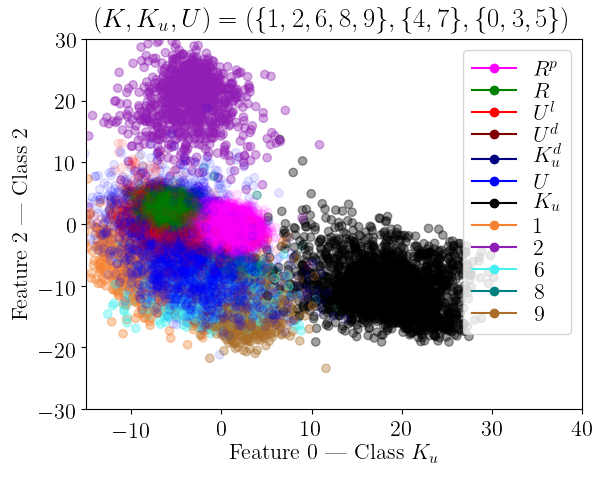 (K, K_u, U) = ({1, 2, 6, 8, 9}, {4, 7}, {0, 3, 5})
30
20
10
0
−10
−20
−30
−10
0
10
20
30
40
Feature 2 — Class 2
Feature 0 — Class K_u
R^p
R
U^l
U^d
K_u^d
U
K_u
1
2
6
8
9